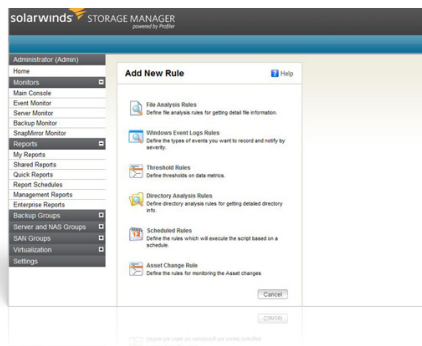 solarwinds STORAGE MANAGER
powered by Profiler
Administrator (Admin)
Home
Monitors
Main Console
Event Monitor
Server Monitor
Backup Monitor
SnapMirror Monitor
Reports
My Reports
Shared Reports
Quick Reports
Report Schedules
Management Reports
Enterprise Reports
Backup Groups
Server and NAS Groups
SAN Groups
Virtualization
Settings
Add New Rule
? Help
File Analysis Rules
Define file analysis rules for getting detail file information.
Windows Event Logs Rules
Define the types of events you want to record and notify by
severity.
Threshold Rules
Define thresholds on data metrics.
Directory Analysis Rules
Define directory analysis rules for getting detailed directory
info.
Scheduled Rules
Define the rules which will execute the script based on a
schedule.
Asset Change Rule
Define the rules for monitoring the Asset changes.
Cancel